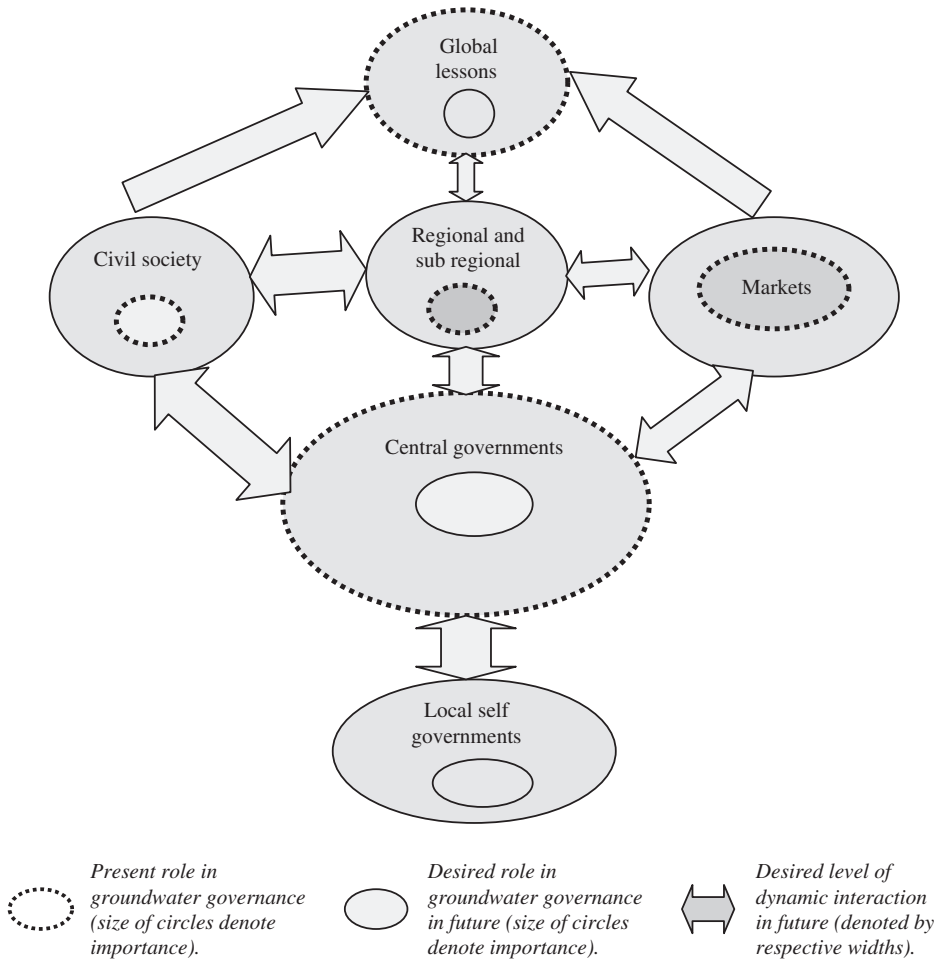 Global
lessons
Civil society
Regional and
sub regional
Markets
Central governments
Local self
governments
Present role in
groundwater governance
(size of circles denote
importance).
Desired role in
groundwater governance
in future (size of circles
denote importance).
Desired level of
dynamic interaction
in future (denoted by
respective widths).